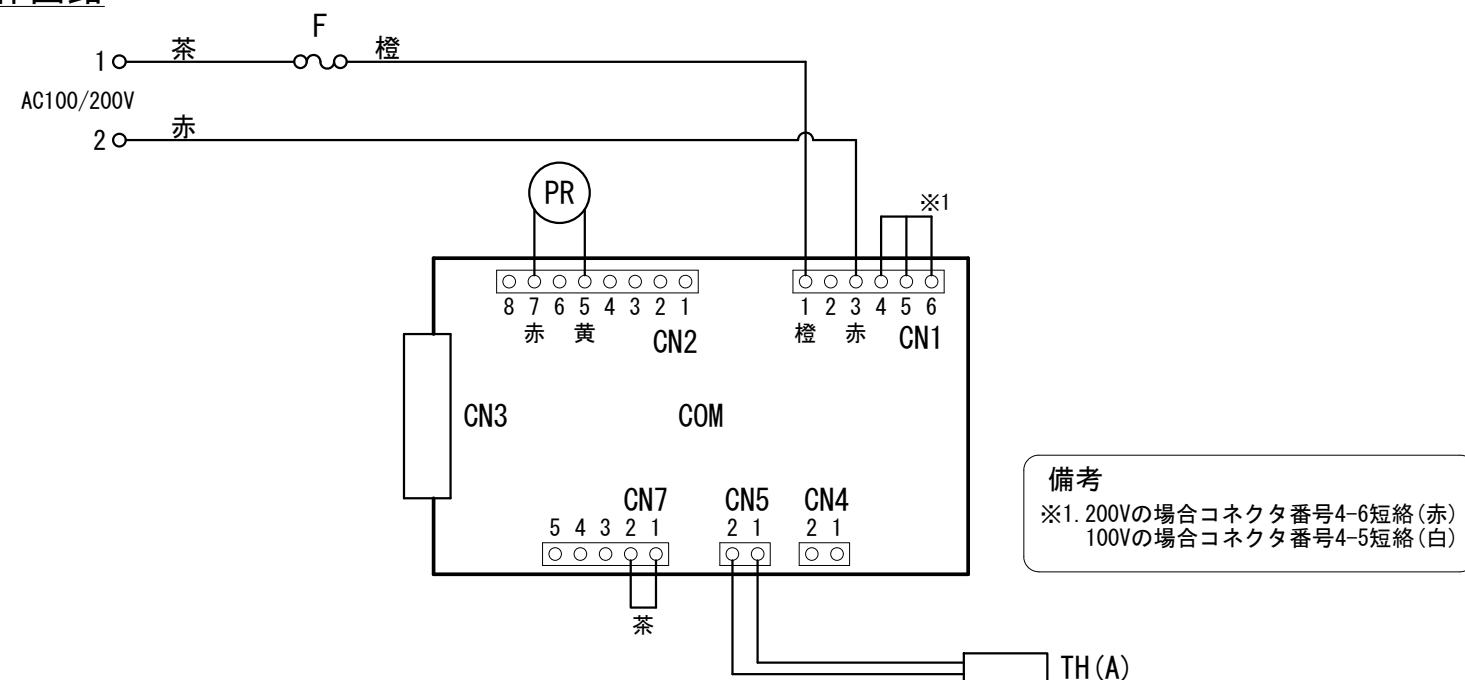 作回路
F
1 茶 橙
AC100/200V
2 赤
PR
※1
8 7 6 5 4 3 2 1
1 2 3 4 5 6
赤 黄
橙 赤
CN2
CN1
CN3
COM
CN7
CN5
CN4
5 4 3 2 1
2 1
2 1
茶
TH(A)
備考
※1.200Vの場合コネクタ番号4-6短絡(赤)
100Vの場合コネクタ番号4-5短絡(白)